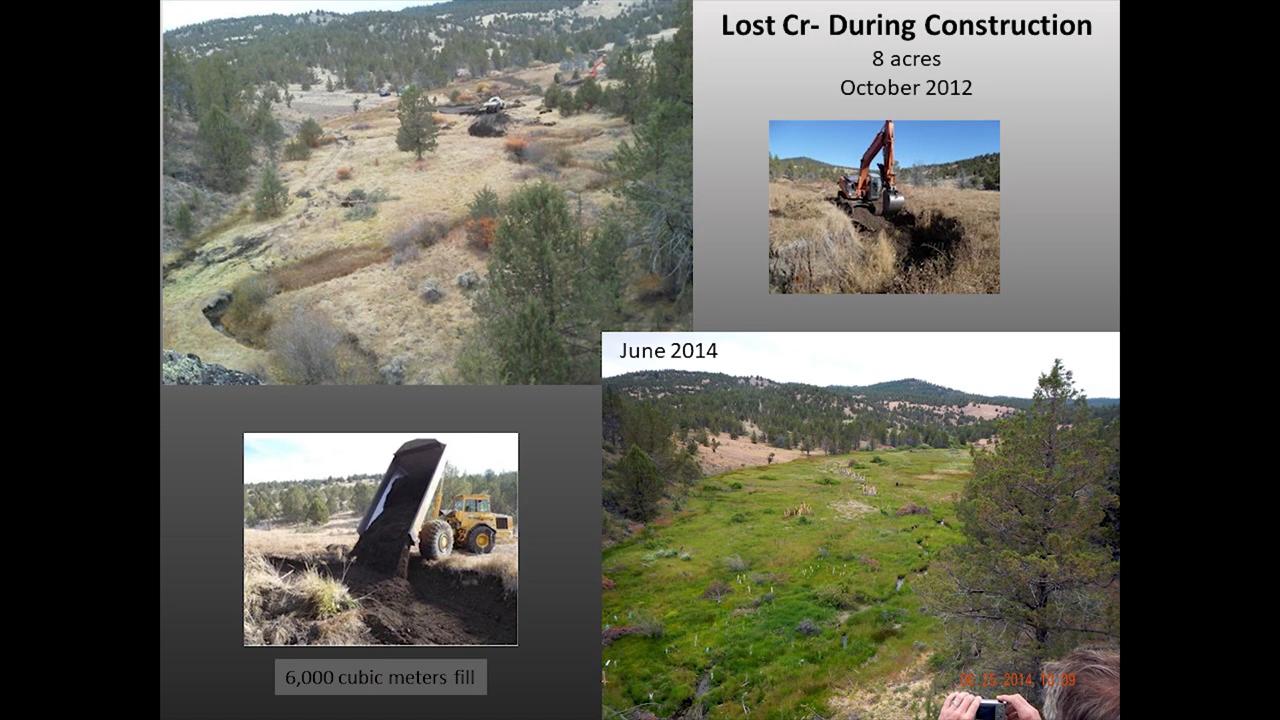 Lost Cr- During Construction
8 acres
October 2012
June 2014
6,000 cubic meters fill